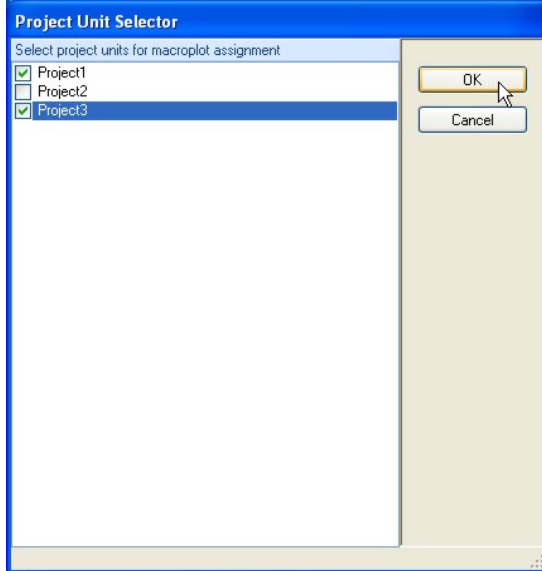 Project Unit Selector
Select project units for macroplot assignment
Project1
Project2
Project3
OK
Cancel